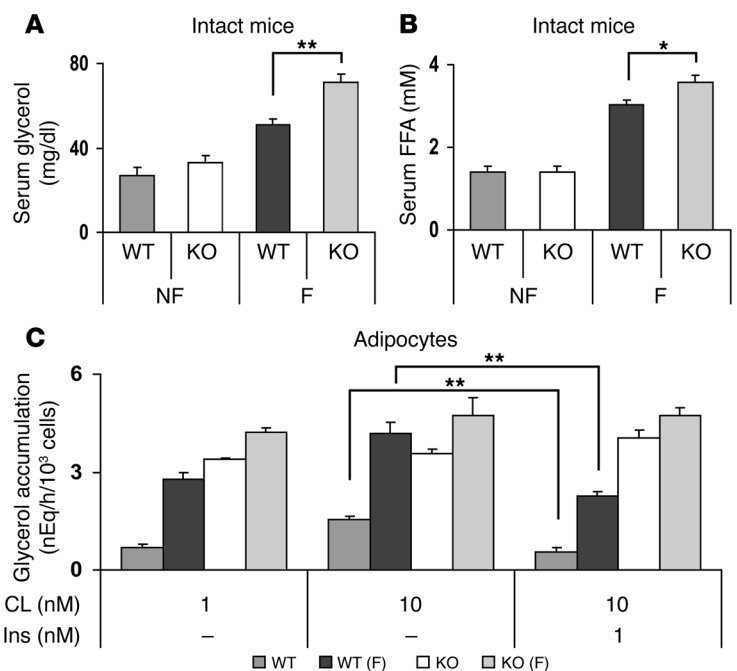 A
Intact mice
**
Serum glycerol
(mg/dl)
80
40
0
WT KO WT KO
NF F
B
Intact mice
*
Serum FFA (mM)
4
2
0
WT KO WT KO
NF F
C
Adipocytes
**
**
Glycerol accumulation
(nEq/h/10³ cells)
6
3
0
CL (nM) 1 10 10
Ins (nM) – – 1
WT WT (F) KO KO (F)